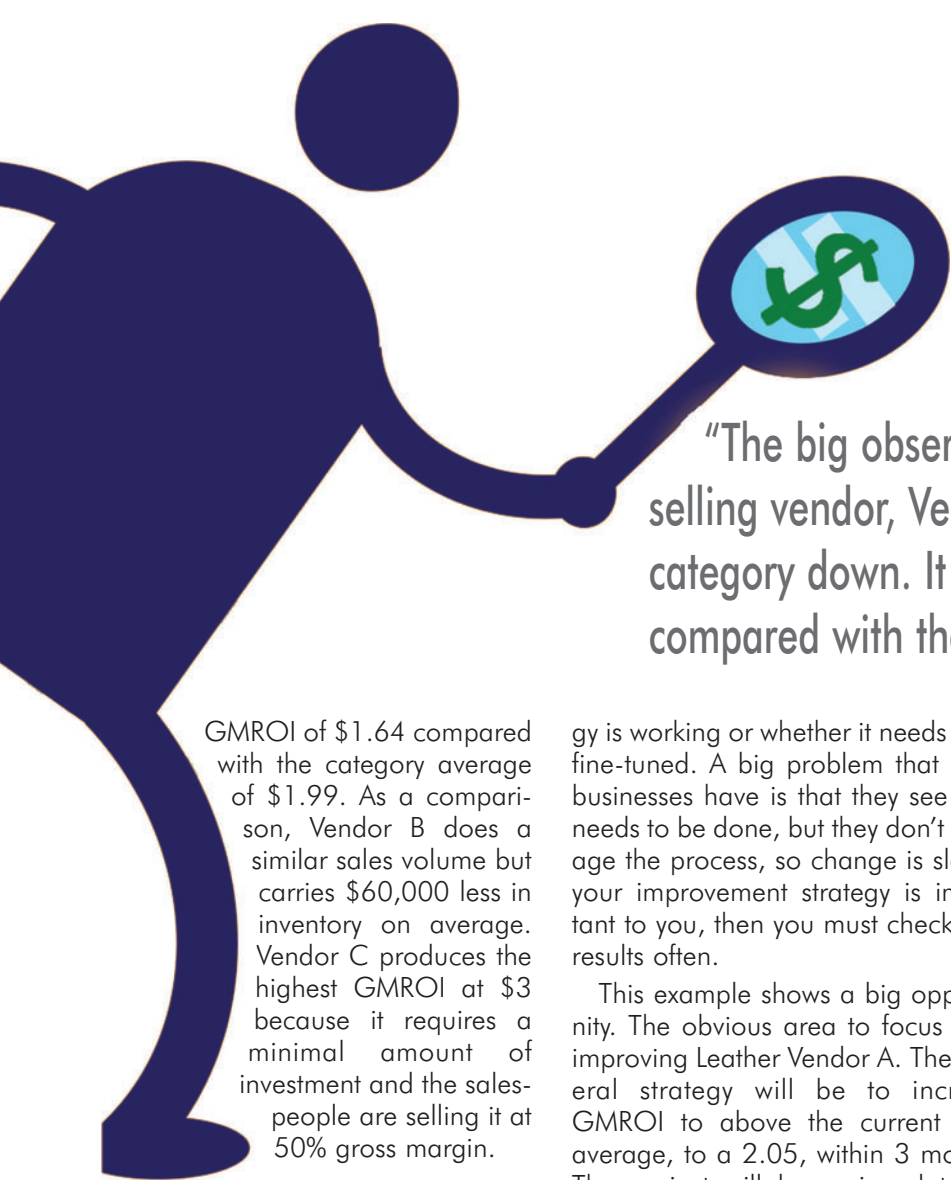 “The big obser
selling vendor, Ve
category down. It
compared with the
GMROI of $1.64 compared
with the category average
of $1.99. As a compari-
son, Vendor B does a
similar sales volume but
carries $60,000 less in
inventory on average.
Vendor C produces the
highest GMROI at $3
because it requires a
minimal amount of
investment and the sales-
people are selling it at
50% gross margin.
gy is working or whether it needs
fine-tuned. A big problem that
businesses have is that they see
needs to be done, but they don’t
age the process, so change is sl
your improvement strategy is in
tant to you, then you must check
results often.
This example shows a big opp
nity. The obvious area to focus
improving Leather Vendor A. The
eral strategy will be to incr
GMROI to above the current
average, to a 2.05, within 3 mo